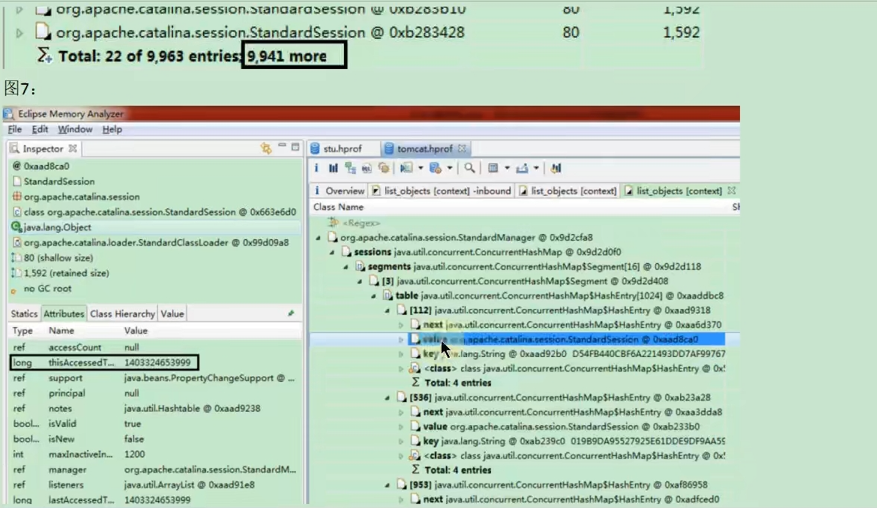 org.apache.catalina.session.StandardSession @ 0xb283b10 80 1,592
org.apache.catalina.session.StandardSession @ 0xb283428 80 1,592
Total: 22 of 9,963 entries; 9,941 more
图7：
Eclipse Memory Analyzer
File Edit Window Help
Inspector
stu.hprof tomcat.hprof
@ 0xaad8ca0
StandardSession
org.apache.catalina.session
class org.apache.catalina.session.StandardSession @ 0x663e6d0
java.lang.Object
org.apache.catalina.loader.StandardClassLoader @ 0x99d09a8
80 (shallow size)
1,592 (retained size)
no GC root
Statics Attributes Class Hierarchy Value
Type Name Value
ref accessCount null
long thisAccessedT... 1403324653999
ref support java.beans.PropertyChangeSupport @ ...
ref principal null
ref notes java.util.Hashtable @ 0xaad9238
bool... isValid true
bool... isNew false
int maxInactiveIn... 1200
ref manager org.apache.catalina.session.StandardM...
ref listeners java.util.ArrayList @ 0xaad91e8
long lastAccessedT... 1403324653999
i Overview list_objects [context] -inbound list_objects [context] list_objects [context]
Class Name
<Regex>
org.apache.catalina.session.StandardManager @ 0x9d2cfa8
sessions java.util.concurrent.ConcurrentHashMap @ 0x9d2d0f0
segments java.util.concurrent.ConcurrentHashMap$Segment[16] @ 0x9d2d118
[3] java.util.concurrent.ConcurrentHashMap$Segment @ 0x9d2d408
table java.util.concurrent.ConcurrentHashMap$HashEntry[1024] @ 0xaaddbc8
[112] java.util.concurrent.ConcurrentHashMap$HashEntry @ 0xaad9318
next java.util.concurrent.ConcurrentHashMap$HashEntry @ 0xaa6d370
value org.apache.catalina.session.StandardSession @ 0xaad8ca0
key java.lang.String @ 0xaad92b0 D54FB440CBF6A221493DD7AF99767
<class> class java.util.concurrent.ConcurrentHashMap$HashEntry @ 0x
Total: 4 entries
[536] java.util.concurrent.ConcurrentHashMap$HashEntry @ 0xab23a28
next java.util.concurrent.ConcurrentHashMap$HashEntry @ 0xaa3dda8
value org.apache.catalina.session.StandardSession @ 0xab233b0
key java.lang.String @ 0xab239c0 019B9DA95527925E61DDE9DF9AA59
<class> class java.util.concurrent.ConcurrentHashMap$HashEntry @ 0x
Total: 4 entries
[953] java.util.concurrent.ConcurrentHashMap$HashEntry @ 0xaf86958
next java.util.concurrent.ConcurrentHashMap$HashEntry @ 0xadfced0